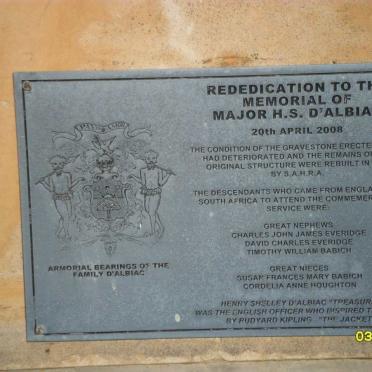 REDEDICATION TO TH
MEMORIAL OF
MAJOR H.S. D'ALBIA
20th APRIL 2008
THE CONDITION OF THE GRAVESTONE ERECTE
HAD DETERIORATED AND THE REMAINS OF
ORIGINAL STRUCTURE WERE REBUILT IN
BY S.A.H.R.A.
THE DESCENDANTS WHO CAME FROM ENGLA
SOUTH AFRICA TO ATTEND THE COMMEMOR
SERVICE WERE:
GREAT NEPHEWS
CHARLES JOHN JAMES EVERIDGE
DAVID CHARLES EVERIDGE
TIMOTHY WILLIAM BABICH
GREAT NIECES
SUSAN FRANCES MARY BABICH
CORDELIA ANNE HOUGHTON
HENRY SHELLEY D'ALBIAC "TREASUR
WAS THE ENGLISH OFFICER WHO INSPIRED T
BY RUDYARD KIPLING. "THE JACKET
ARMORIAL BEARINGS OF THE
FAMILY D'ALBIAC
03